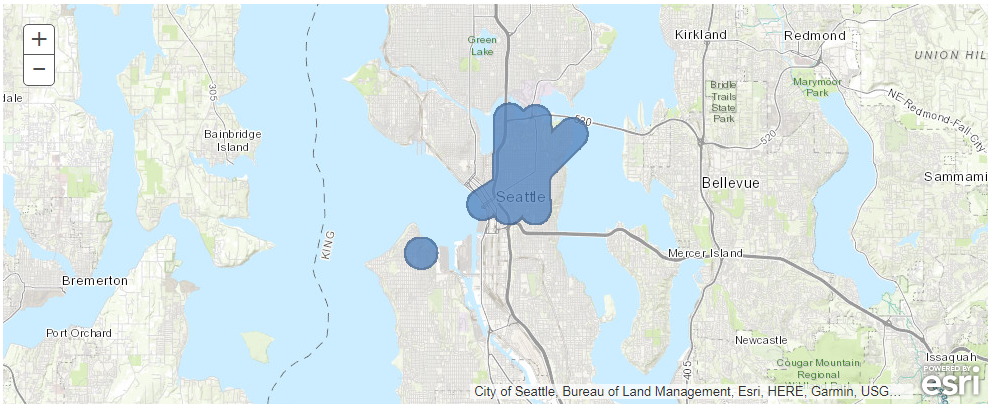 +
−
Green
Lake
Kirkland
Redmond
UNION HIL
dale
305
Bridle
Trails
State
Park
Marymoor
Park
NE Redmond-Fall-City
Bainbridge
Island
520
520
Seattle
Bellevue
Sammami
KING
Mercer Island
Bremerton
Port Orchard
Newcastle
Issaquah
405
Cougar Mountain
Regional
POWERED BY
esri
City of Seattle, Bureau of Land Management, Esri, HERE, Garmin, USG...